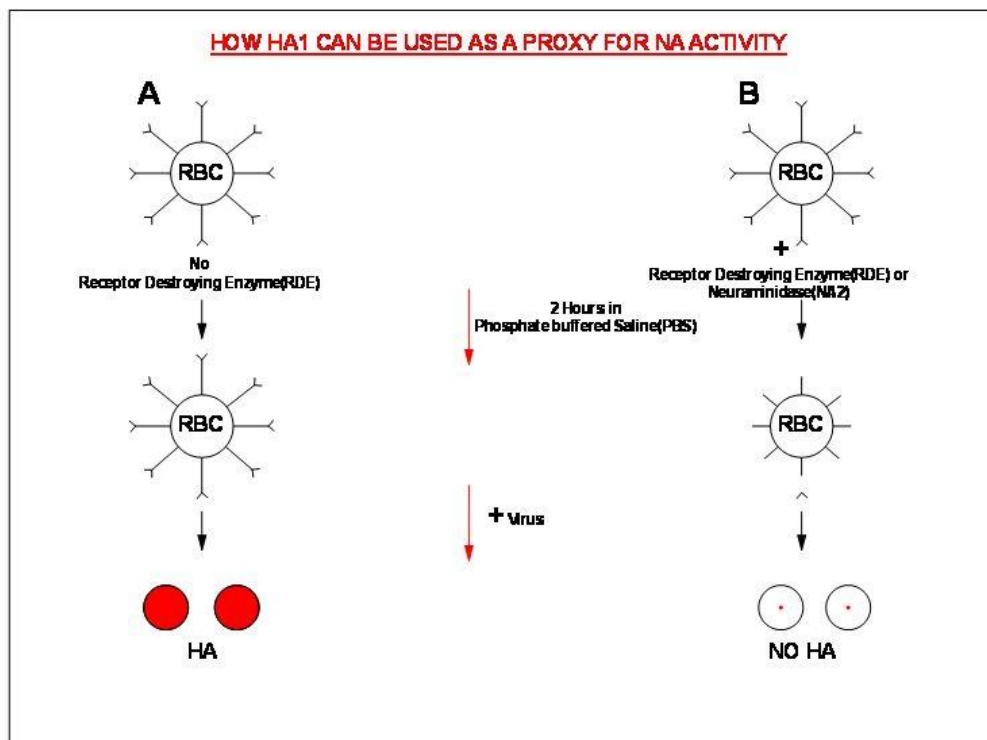 HOW HA1 CAN BE USED AS A PROXY FOR NA ACTIVITY
A
B
RBC
RBC
No
Receptor Destroying Enzyme(RDE)
+
Receptor Destroying Enzyme(RDE) or
Neuraminidase(NA2)
2 Hours in
Phosphate buffered Saline(PBS)
RBC
RBC
+ Virus
HA
NO HA